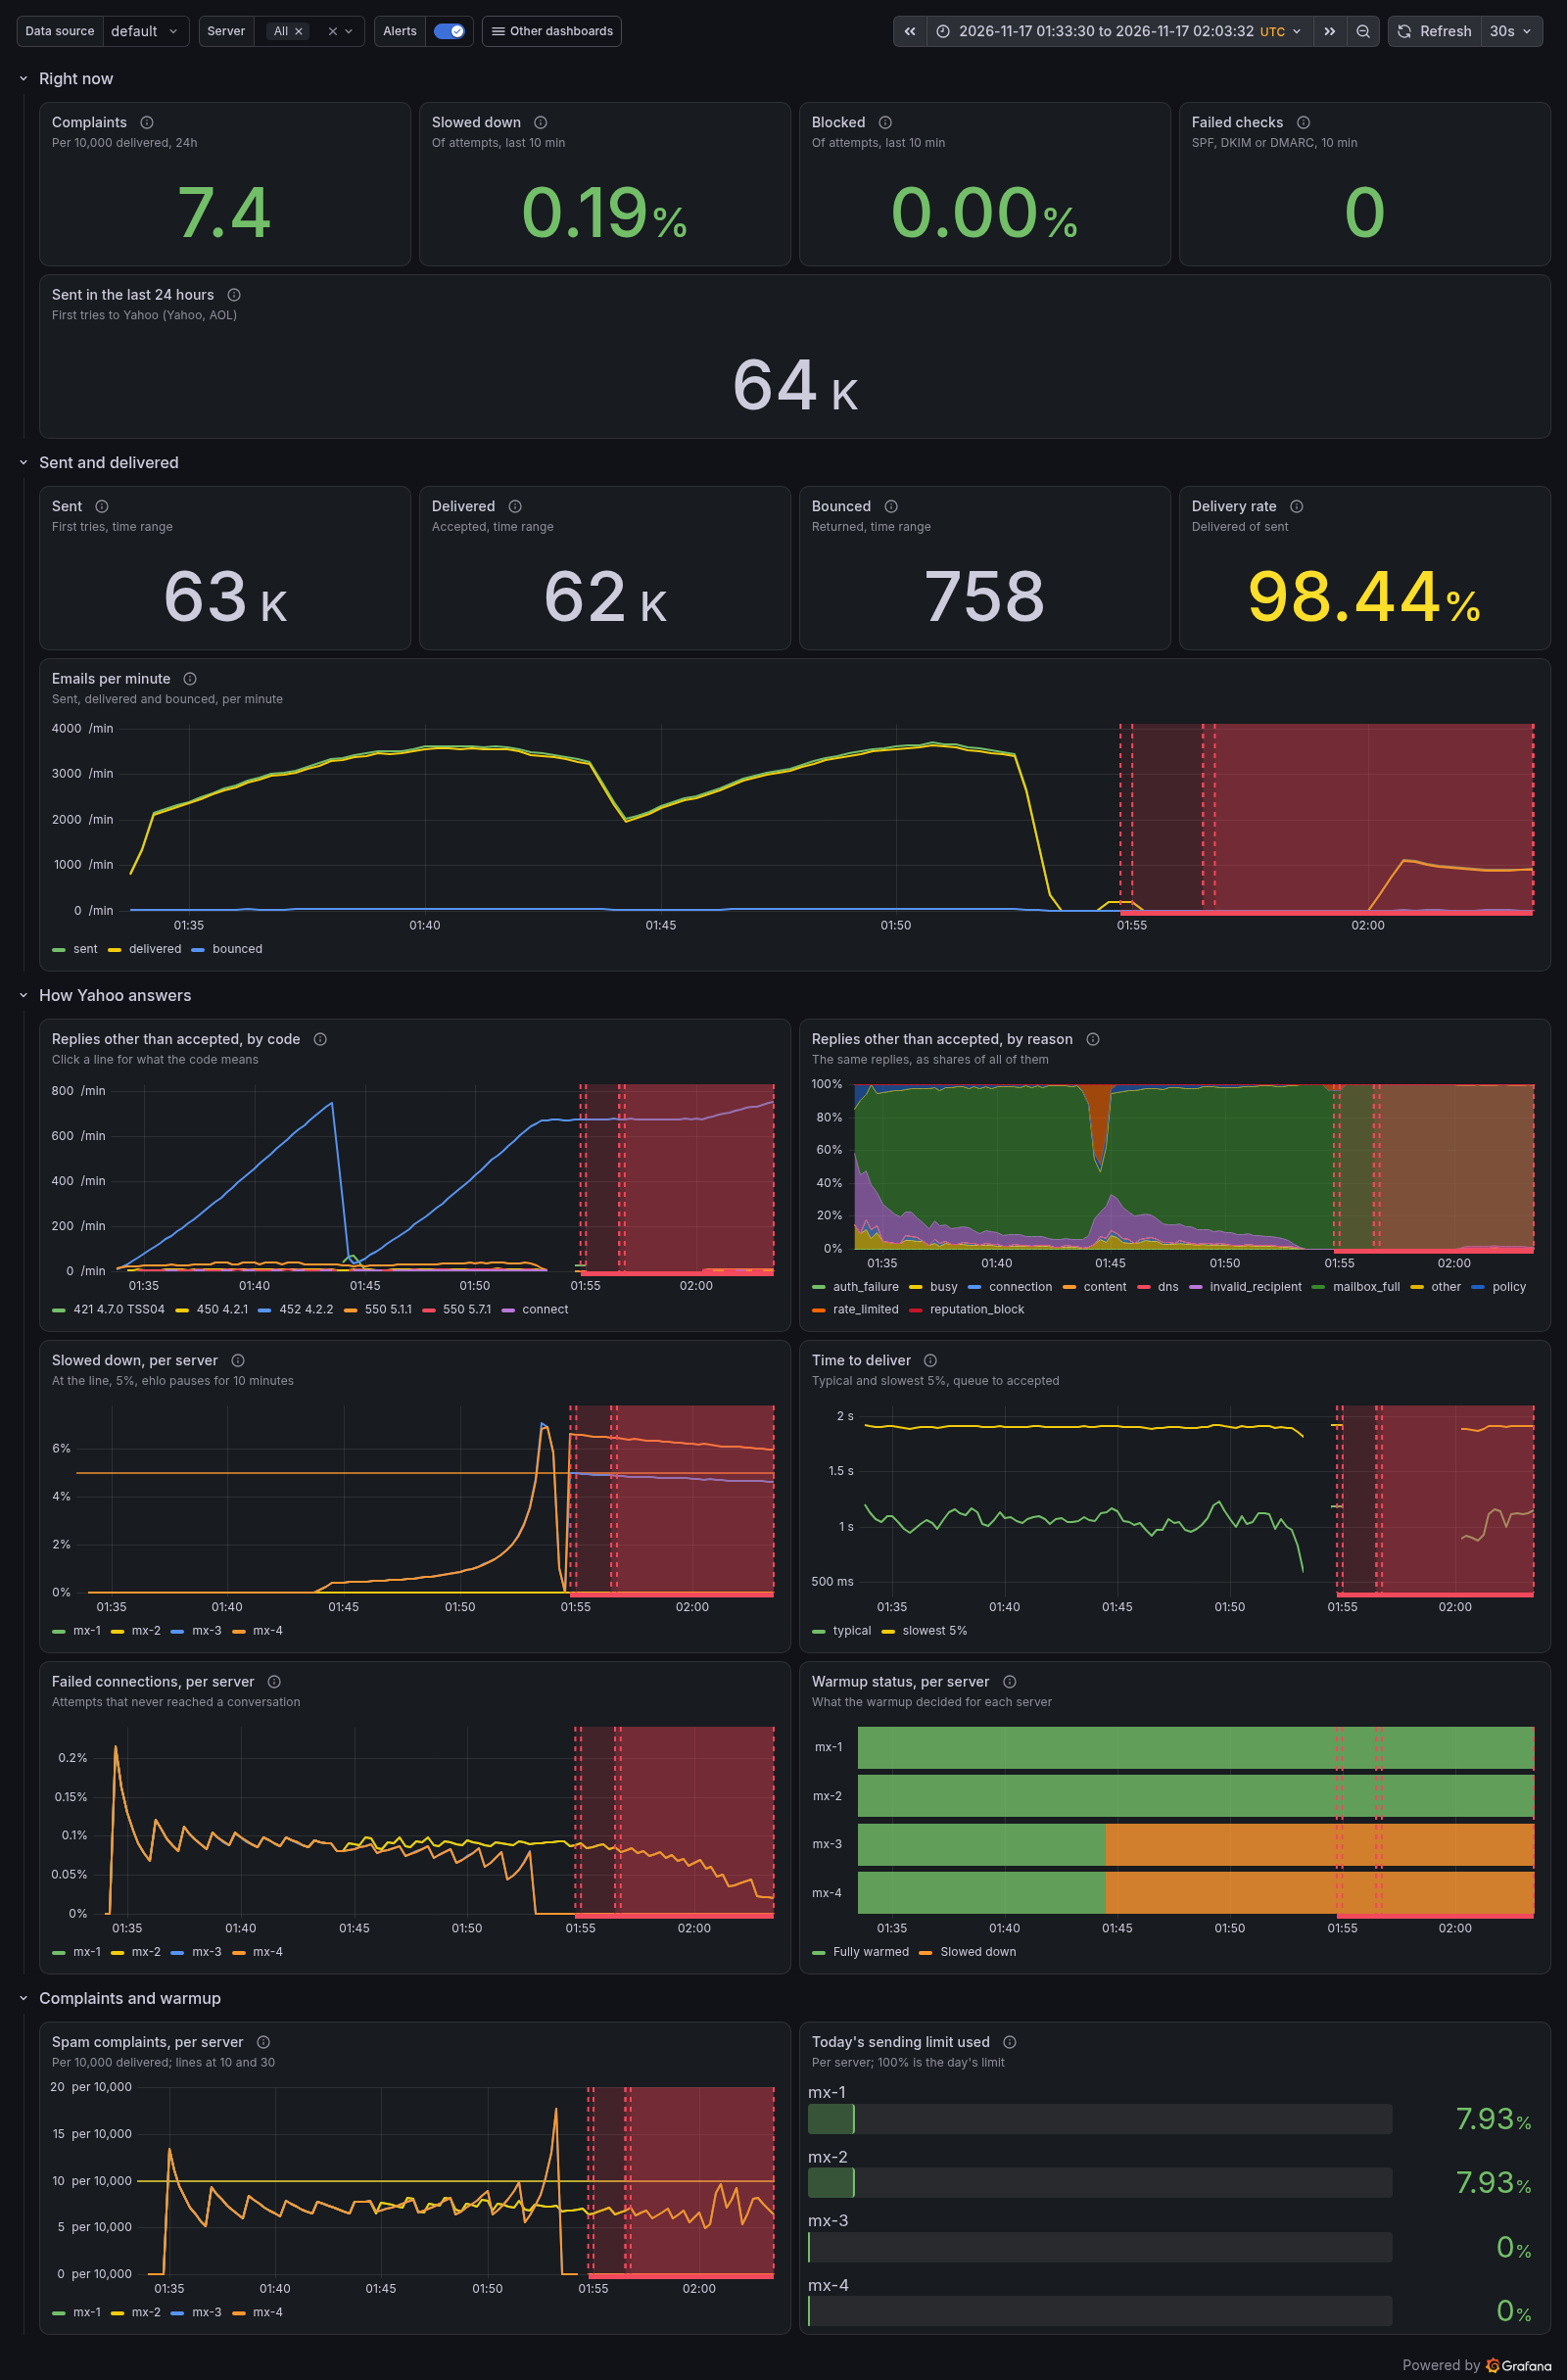 Data source default Server All Alerts Other dashboards 2026-11-17 01:33:30 to 2026-11-17 02:03:32 UTC Refresh 30s
Right now
Complaints
Per 10,000 delivered, 24h
7.4
Slowed down
Of attempts, last 10 min
0.19%
Blocked
Of attempts, last 10 min
0.00%
Failed checks
SPF, DKIM or DMARC, 10 min
0
Sent in the last 24 hours
First tries to Yahoo (Yahoo, AOL)
64 K
Sent and delivered
Sent
First tries, time range
63 K
Delivered
Accepted, time range
62 K
Bounced
Returned, time range
758
Delivery rate
Delivered of sent
98.44%
Emails per minute
Sent, delivered and bounced, per minute
4000 /min
3000 /min
2000 /min
1000 /min
0 /min
01:35 01:40 01:45 01:50 01:55 02:00
sent delivered bounced
How Yahoo answers
Replies other than accepted, by code
Click a line for what the code means
800 /min
600 /min
400 /min
200 /min
0 /min
01:35 01:40 01:45 01:50 01:55 02:00
421 4.7.0 TSS04 450 4.2.1 452 4.2.2 550 5.1.1 550 5.7.1 connect
Replies other than accepted, by reason
The same replies, as shares of all of them
100%
80%
60%
40%
20%
0%
01:35 01:40 01:45 01:50 01:55 02:00
auth_failure busy connection content dns invalid_recipient mailbox_full other policy
rate_limited reputation_block
Slowed down, per server
At the line, 5%, ehlo pauses for 10 minutes
6%
4%
2%
0%
01:35 01:40 01:45 01:50 01:55 02:00
mx-1 mx-2 mx-3 mx-4
Time to deliver
Typical and slowest 5%, queue to accepted
2 s
1.5 s
1 s
500 ms
01:35 01:40 01:45 01:50 01:55 02:00
typical slowest 5%
Failed connections, per server
Attempts that never reached a conversation
0.2%
0.15%
0.1%
0.05%
0%
01:35 01:40 01:45 01:50 01:55 02:00
mx-1 mx-2 mx-3 mx-4
Warmup status, per server
What the warmup decided for each server
mx-1
mx-2
mx-3
mx-4
01:35 01:40 01:45 01:50 01:55 02:00
Fully warmed Slowed down
Complaints and warmup
Spam complaints, per server
Per 10,000 delivered; lines at 10 and 30
20 per 10,000
15 per 10,000
10 per 10,000
5 per 10,000
0 per 10,000
01:35 01:40 01:45 01:50 01:55 02:00
mx-1 mx-2 mx-3 mx-4
Today's sending limit used
Per server; 100% is the day's limit
mx-1
7.93%
mx-2
7.93%
mx-3
0%
mx-4
0%
Powered by Grafana